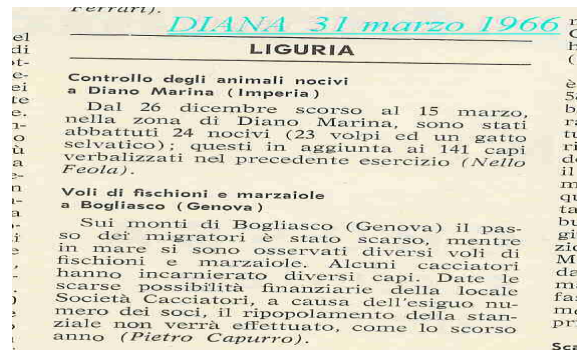 Ferrari).
DIANA 31 marzo 1966
LIGURIA
Controllo degli animali nocivi
a Diano Marina (Imperia)
Dal 26 dicembre scorso al 15 marzo,
nella zona di Diano Marina, sono stati
abbattuti 24 nocivi (23 volpi ed un gatto
selvatico); questi in aggiunta ai 141 capi
verbalizzati nel precedente esercizio (Nello
Feola).
Voli di fischioni e marzaiole
a Bogliasco (Genova)
Sui monti di Bogliasco (Genova) il pas-
so dei migratori è stato scarso, mentre
in mare si sono osservati diversi voli di
fischioni e marzaiole. Alcuni cacciatori
hanno incarnierato diversi capi. Date le
scarse possibilità finanziarie della locale
Società Cacciatori, a causa dell'esiguo nu-
mero dei soci, il ripopolamento della stan-
ziale non verrà effettuato, come lo scorso
anno (Pietro Capurro).